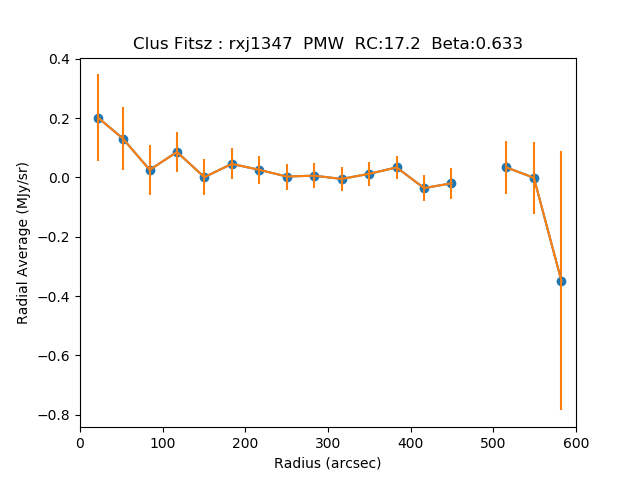 Clus Fitsz : rxj1347  PMW  RC:17.2  Beta:0.633
0.4
0.2
0.0
−0.2
−0.4
−0.6
−0.8
Radial Average (MJy/sr)
0 100 200 300 400 500 600
Radius (arcsec)